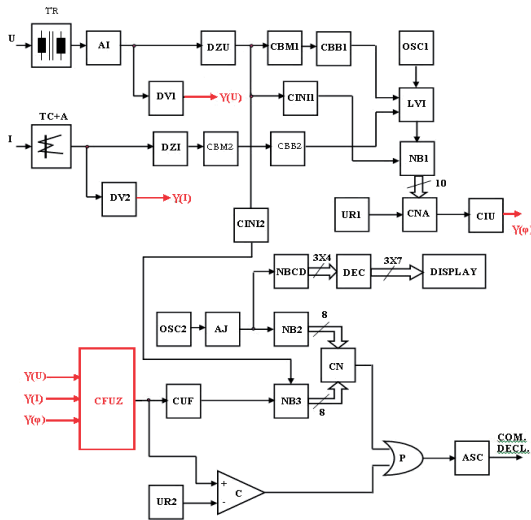 TR
U
AI
DZU
CBM1
CBB1
OSC1
DV1
γ(U)
CINI1
LVI
TC+A
I
DZI
CBM2
CBB2
NB1
10
DV2
γ(I)
UR1
CNA
CIU
γ(φ)
CINI2
NBCD
3X4
DEC
3X7
DISPLAY
OSC2
AJ
NB2
8
CN
γ(U)
γ(I)
γ(φ)
CFUZ
CUF
NB3
8
P
ASC
COM.
DECL.
UR2
+
-
C